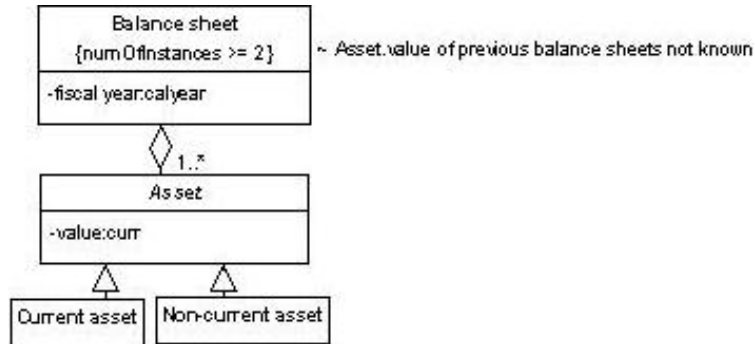 Balance sheet
{numOfInstances >= 2}
~ Asset.value of previous balance sheets not known
-fiscal year:calyear
1..*
Asset
-value:curr
Current asset
Non-current asset